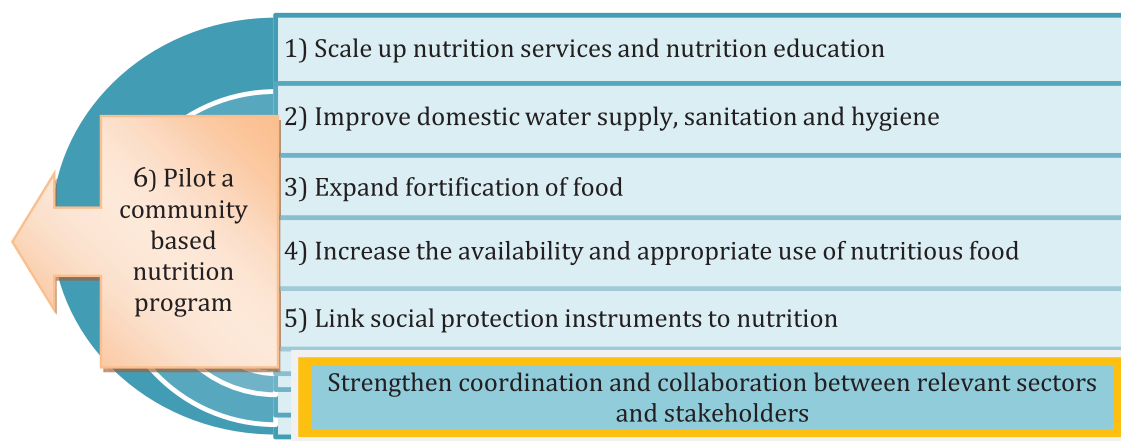 1) Scale up nutrition services and nutrition education
2) Improve domestic water supply, sanitation and hygiene
3) Expand fortification of food
4) Increase the availability and appropriate use of nutritious food
5) Link social protection instruments to nutrition
6) Pilot a
community
based
nutrition
program
Strengthen coordination and collaboration between relevant sectors
and stakeholders